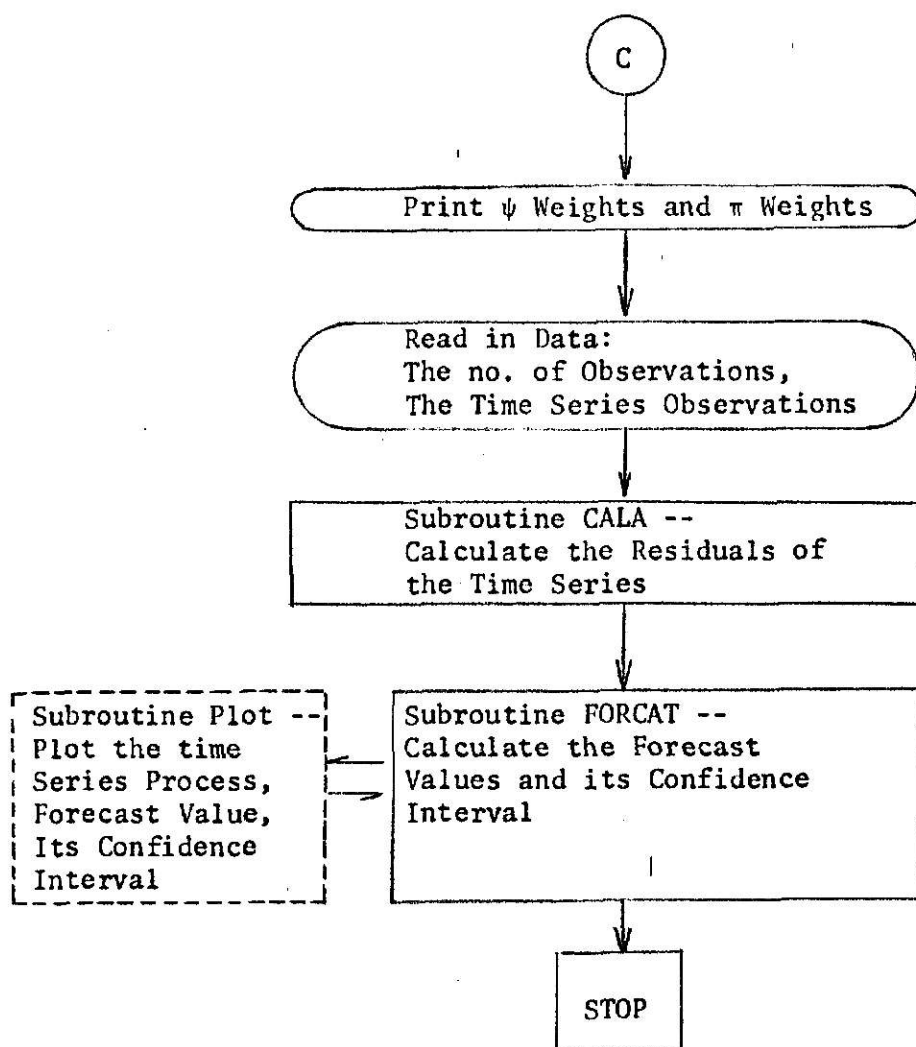 C
Print ψ Weights and π Weights
Read in Data:
The no. of Observations,
The Time Series Observations
Subroutine CALA --
Calculate the Residuals of
the Time Series
Subroutine FORCAT --
Calculate the Forecast
Values and its Confidence
Interval
Subroutine Plot --
Plot the time
Series Process,
Forecast Value,
Its Confidence
Interval
STOP